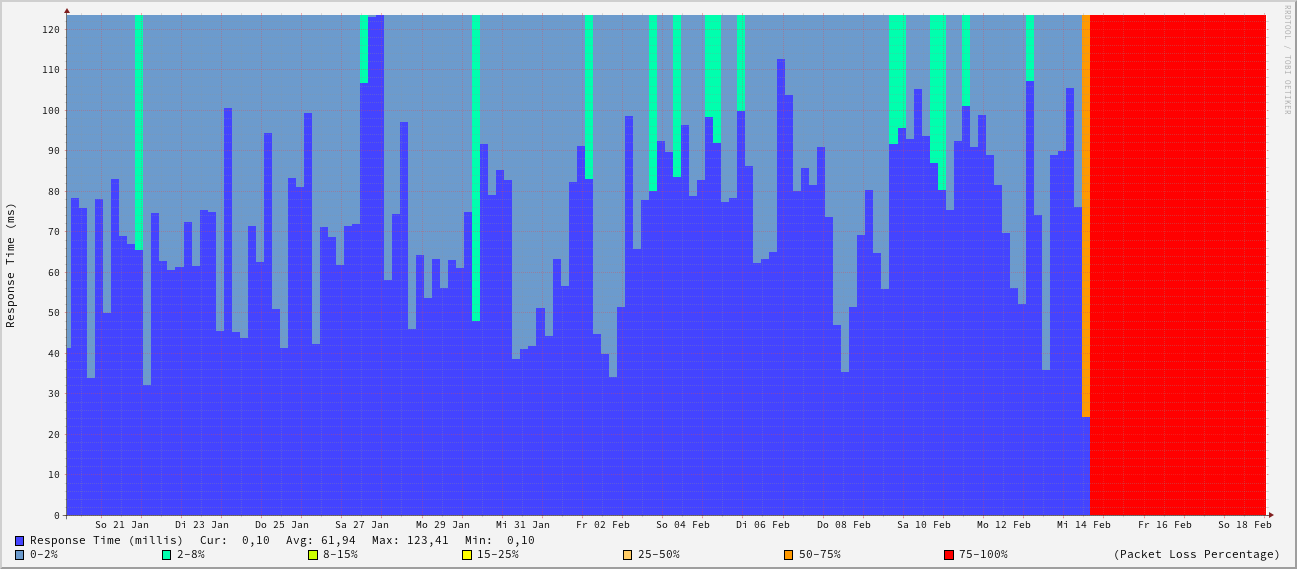 RRDTOOL / TOBI OETIKER
Response Time (ms)
120
110
100
90
80
70
60
50
40
30
20
10
0
So 21 Jan Di 23 Jan Do 25 Jan Sa 27 Jan Mo 29 Jan Mi 31 Jan Fr 02 Feb So 04 Feb Di 06 Feb Do 08 Feb Sa 10 Feb Mo 12 Feb Mi 14 Feb Fr 16 Feb So 18 Feb
Response Time (millis) Cur: 0,10 Avg: 61,94 Max: 123,41 Min: 0,10
0-2% 2-8% 8-15% 15-25% 25-50% 50-75% 75-100% (Packet Loss Percentage)